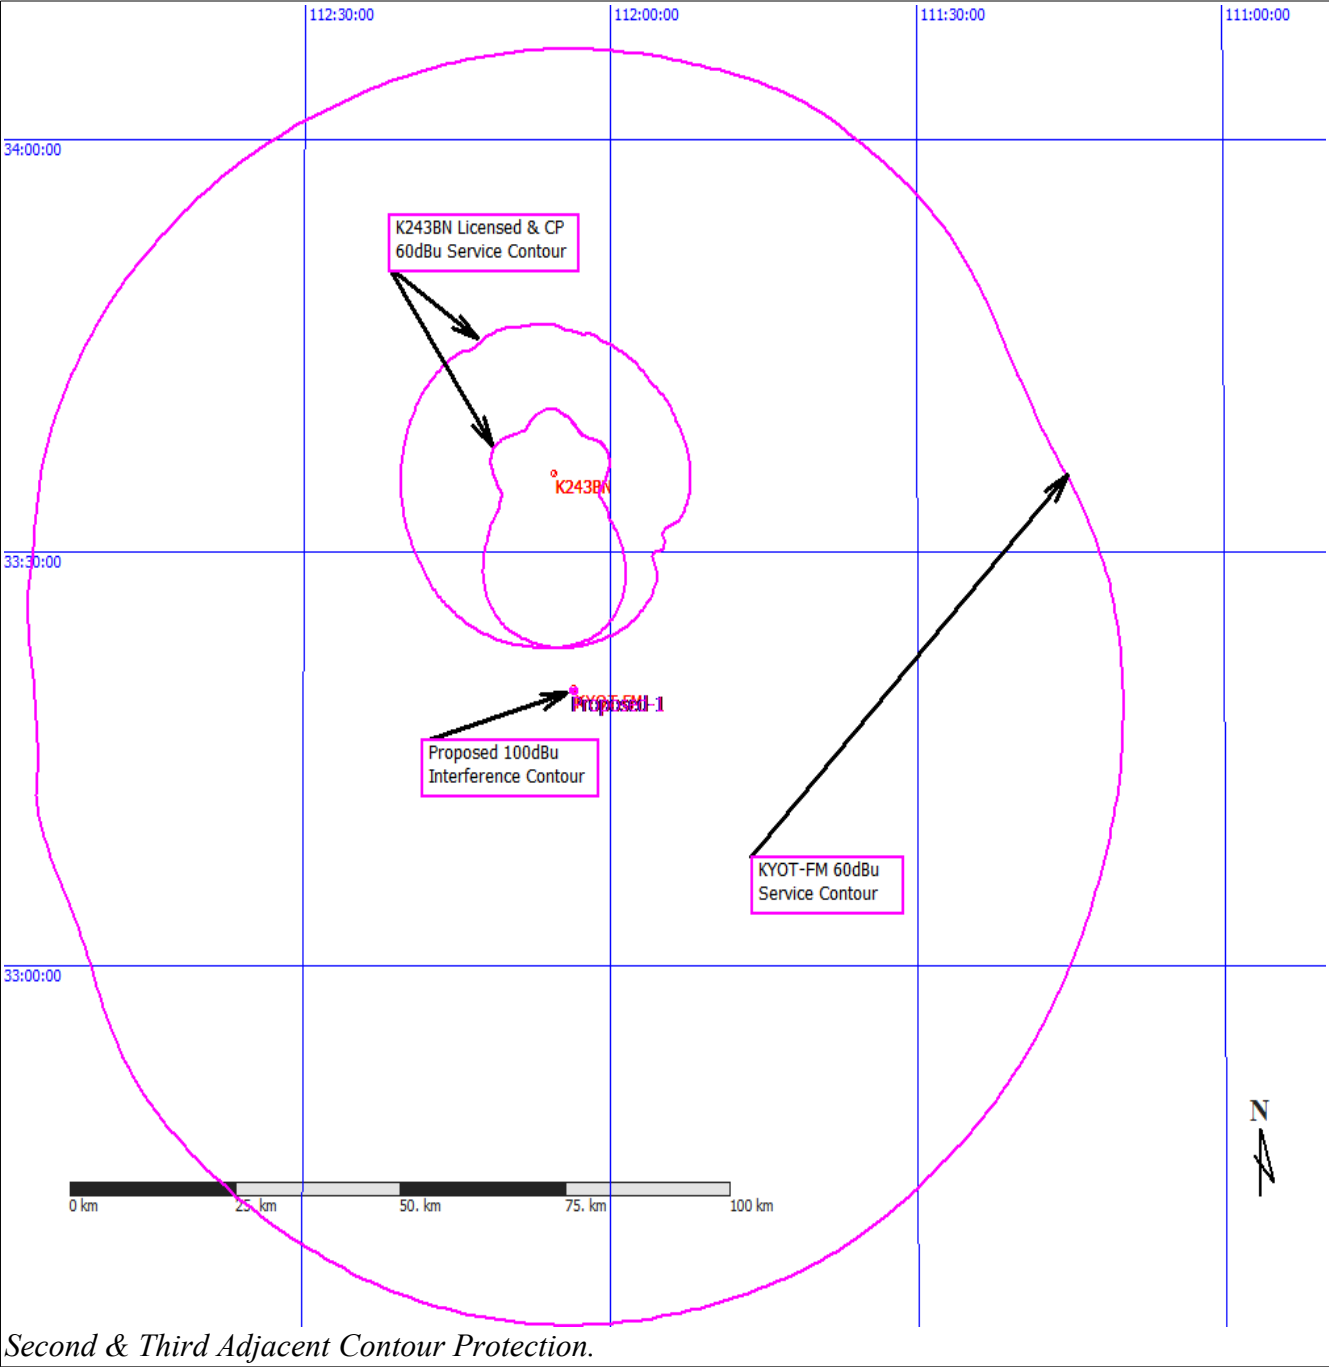 112:30:00
112:00:00
111:30:00
111:00:00
34:00:00
K243BN Licensed & CP
60dBu Service Contour
K243BN
33:30:00
Proposed-1
Proposed 100dBu
Interference Contour
KYOT-FM 60dBu
Service Contour
33:00:00
N
0 km
25. km
50. km
75. km
100 km
Second & Third Adjacent Contour Protection.